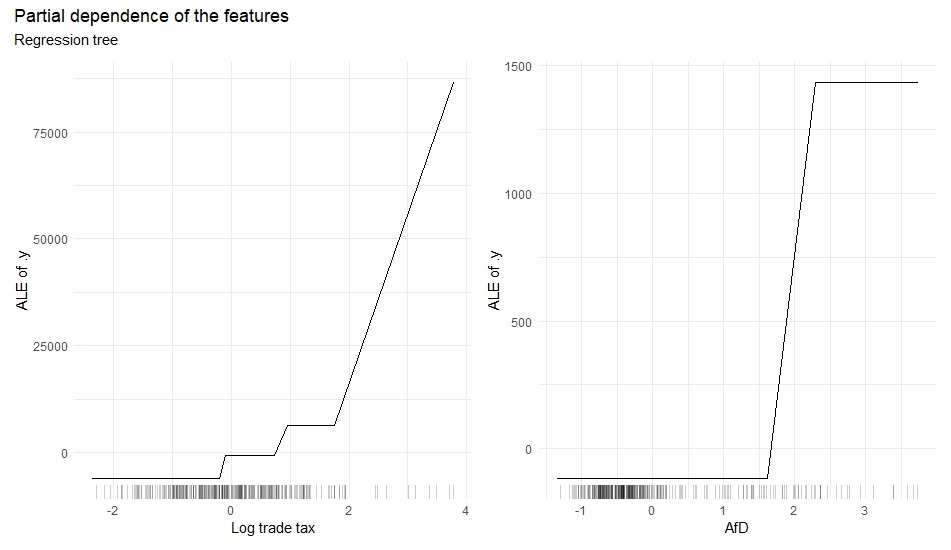 Partial dependence of the features
Regression tree
ALE of .y
75000
50000
25000
0
-2
0
2
4
Log trade tax
ALE of .y
1500
1000
500
0
-1
0
1
2
3
AfD